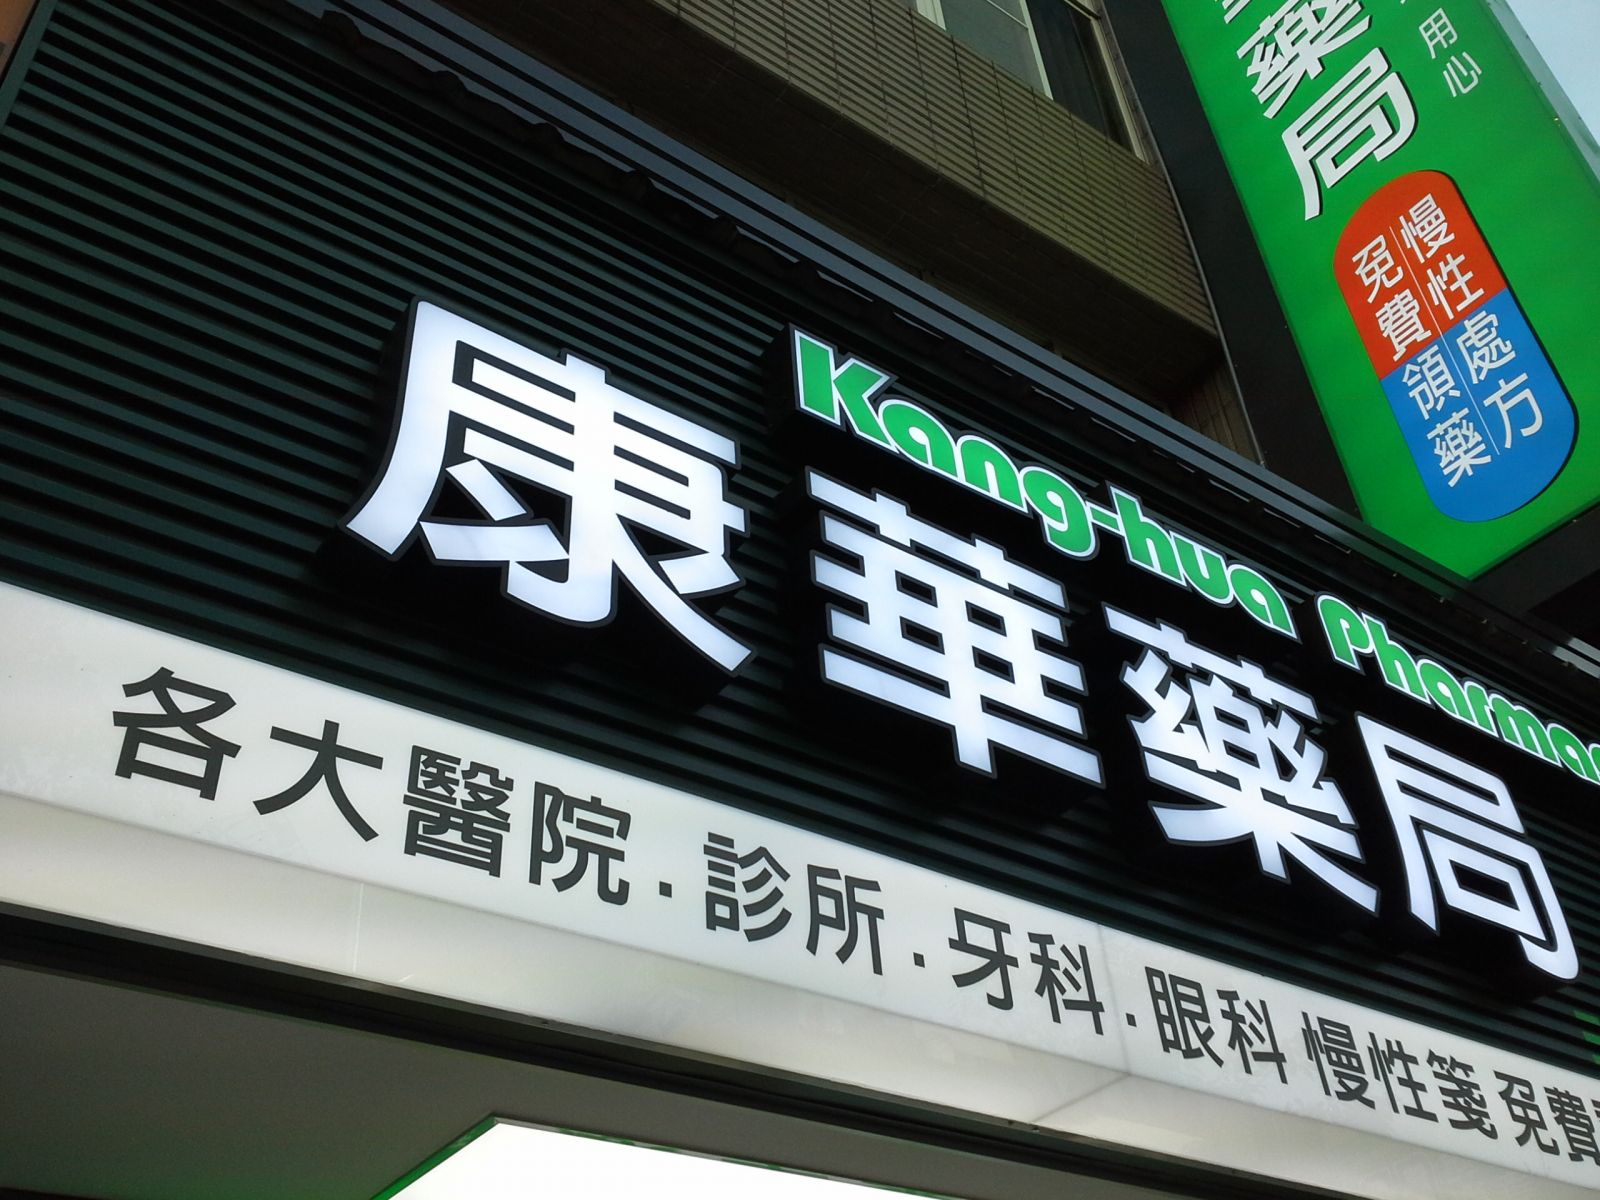 用心
藥局
慢性處方
免費領藥
Kang-hua Pharma
康華藥局
各大醫院．診所．牙科．眼科 慢性箋 免費